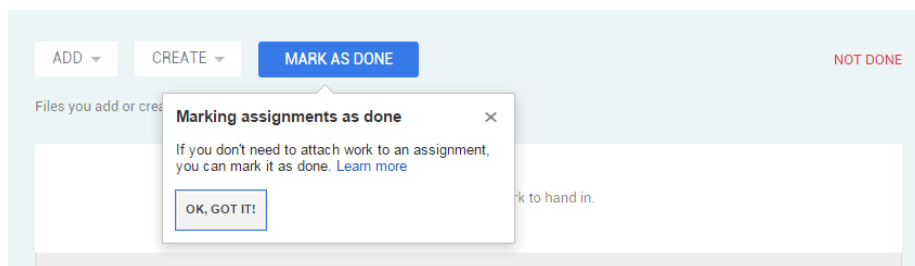 ADD CREATE MARK AS DONE NOT DONE
Files you add or crea
Marking assignments as done
If you don't need to attach work to an assignment,
you can mark it as done. Learn more
OK, GOT IT!
to hand in.